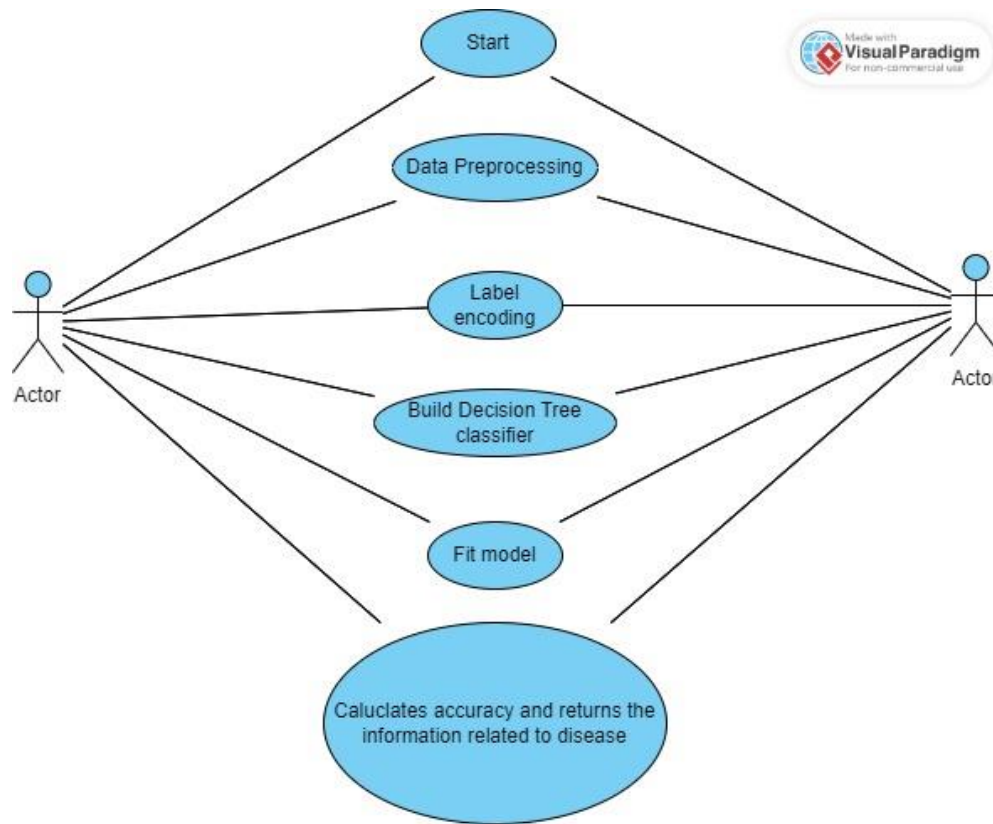 Start
Made with
Visual Paradigm
For non-commercial use
Data Preprocessing
Label
encoding
Actor
Actor
Build Decision Tree
classifier
Fit model
Caluclates accuracy and returns the
information related to disease